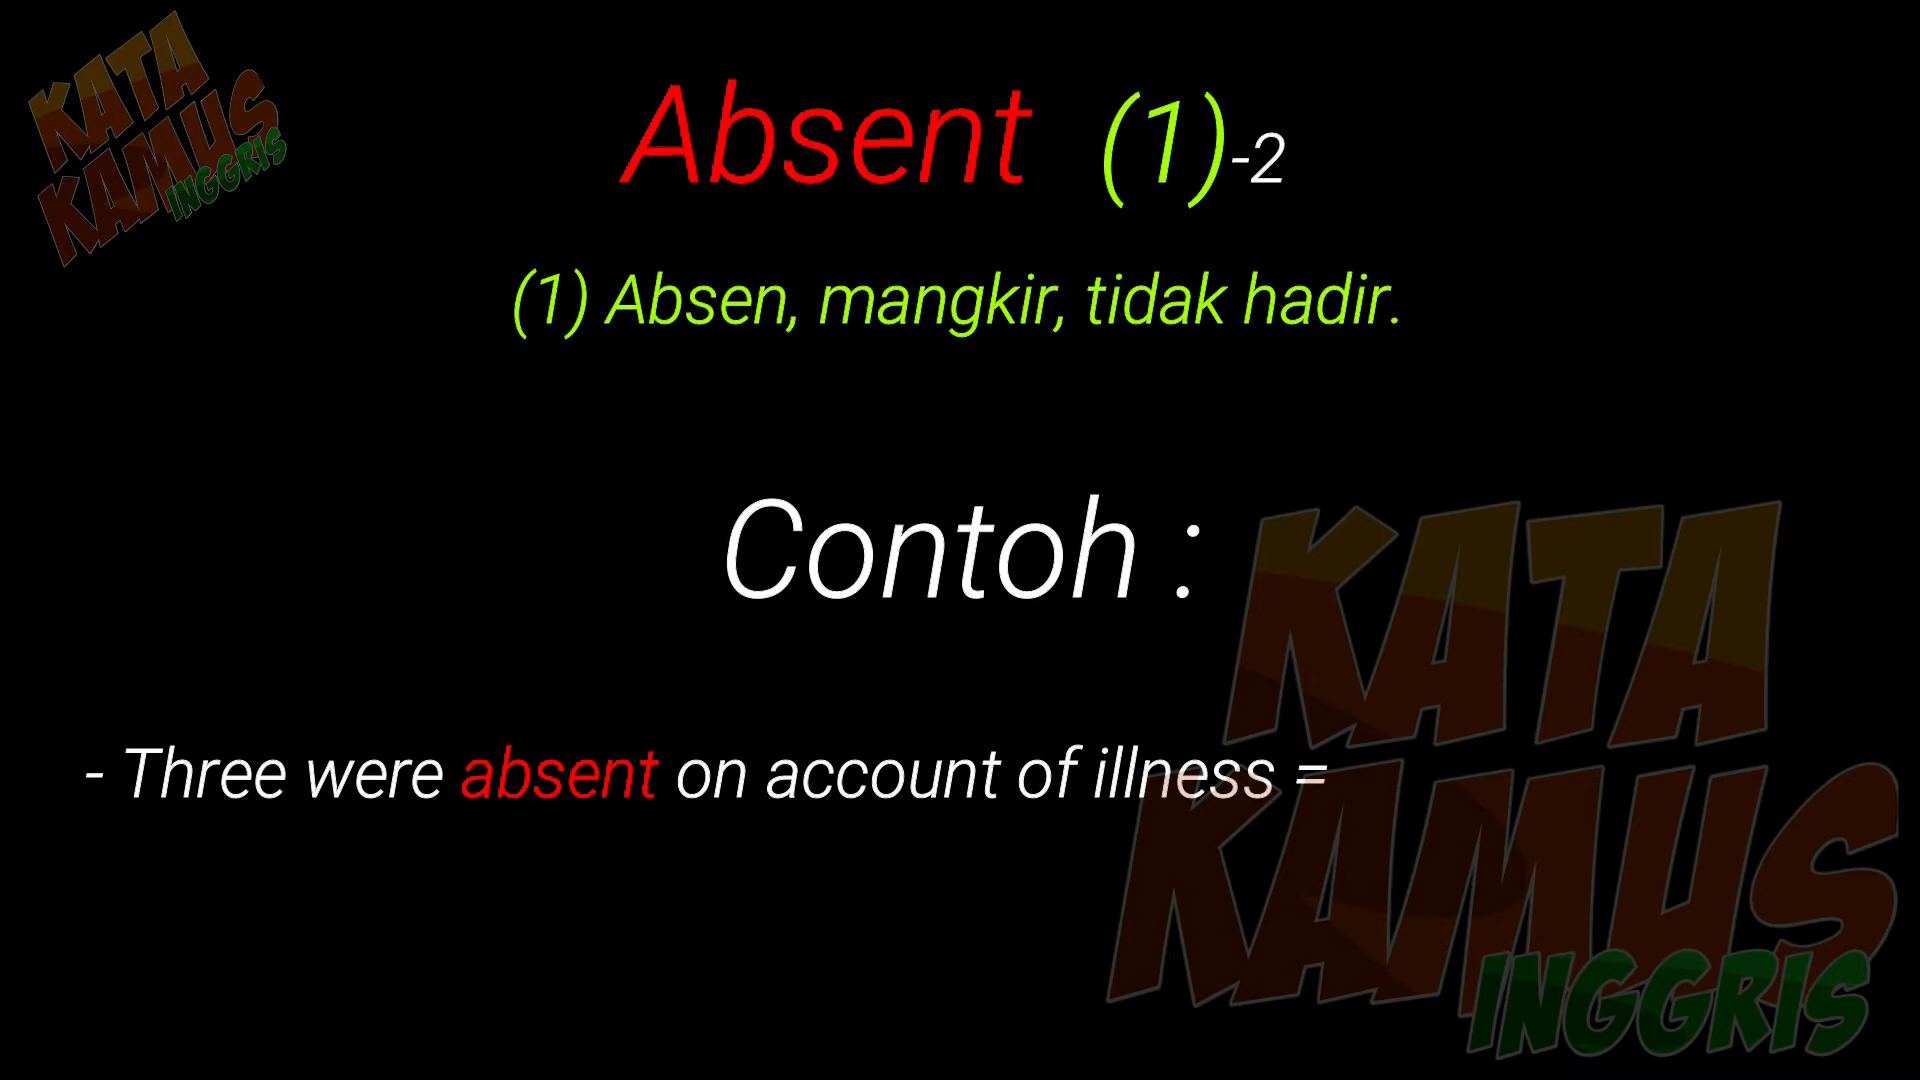 KATA
KAMUS
INGGRIS
Absent (1)-2
(1) Absen, mangkir, tidak hadir.
Contoh :
- Three were absent on account of illness =
KATA
KAMUS
INGGRIS